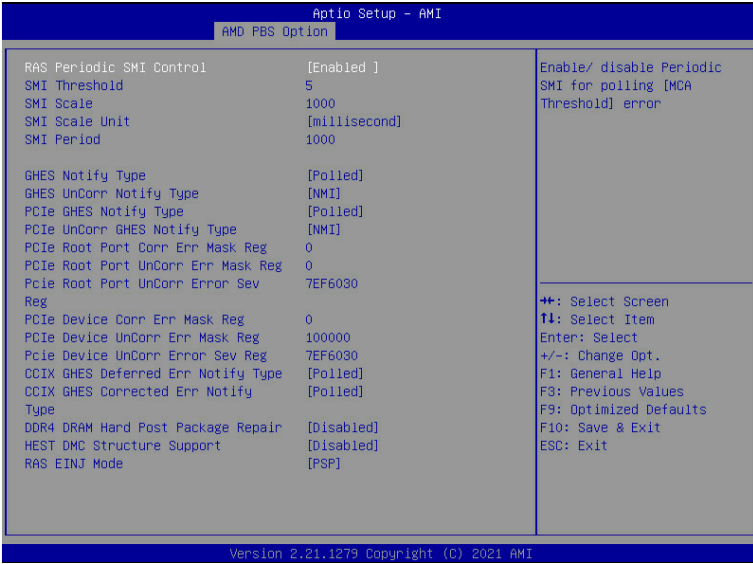 Aptio Setup – AMI
AMD PBS Option
RAS Periodic SMI Control [Enabled ]
SMI Threshold 5
SMI Scale 1000
SMI Scale Unit [millisecond]
SMI Period 1000
GHES Notify Type [Polled]
GHES UnCorr Notify Type [NMI]
PCIe GHES Notify Type [Polled]
PCIe UnCorr GHES Notify Type [NMI]
PCIe Root Port Corr Err Mask Reg 0
PCIe Root Port UnCorr Err Mask Reg 0
Pcie Root Port UnCorr Error Sev 7EF6030
Reg
PCIe Device Corr Err Mask Reg 0
PCIe Device UnCorr Err Mask Reg 100000
Pcie Device UnCorr Error Sev Reg 7EF6030
CCIX GHES Deferred Err Notify Type [Polled]
CCIX GHES Corrected Err Notify [Polled]
Type
DDR4 DRAM Hard Post Package Repair [Disabled]
HEST DMC Structure Support [Disabled]
RAS EINJ Mode [PSP]
Enable/ disable Periodic
SMI for polling [MCA
Threshold] error
→←: Select Screen
↑↓: Select Item
Enter: Select
+/-: Change Opt.
F1: General Help
F3: Previous Values
F9: Optimized Defaults
F10: Save & Exit
ESC: Exit
Version 2.21.1279 Copyright (C) 2021 AMI